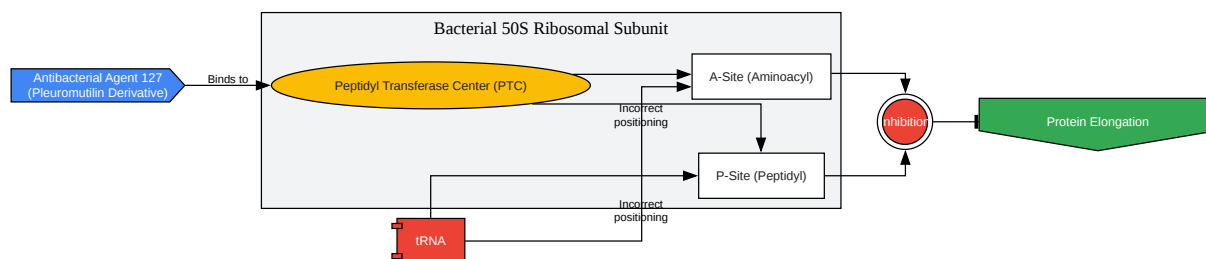 Bacterial 50S Ribosomal Subunit
Antibacterial Agent 127
(Pleuromutilin Derivative)
Binds to
Peptidyl Transferase Center (PTC)
A-Site (Aminoacyl)
Incorrect
positioning
Inhibition
Protein Elongation
P-Site (Peptidyl)
Incorrect
positioning
tRNA